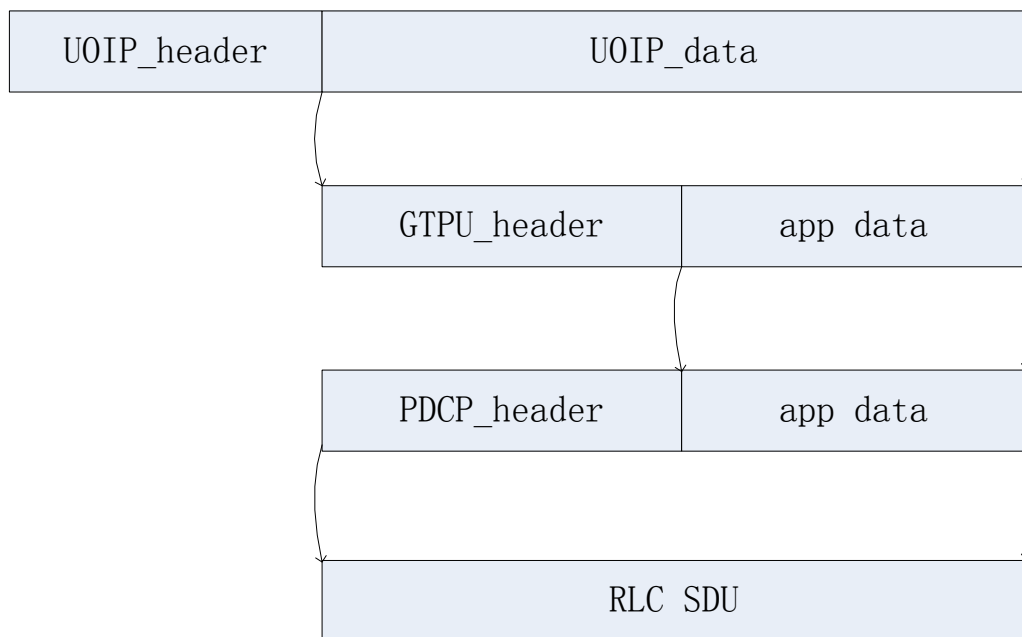 UOIP_header
UOIP_data
GTPU_header
app data
PDCP_header
app data
RLC SDU